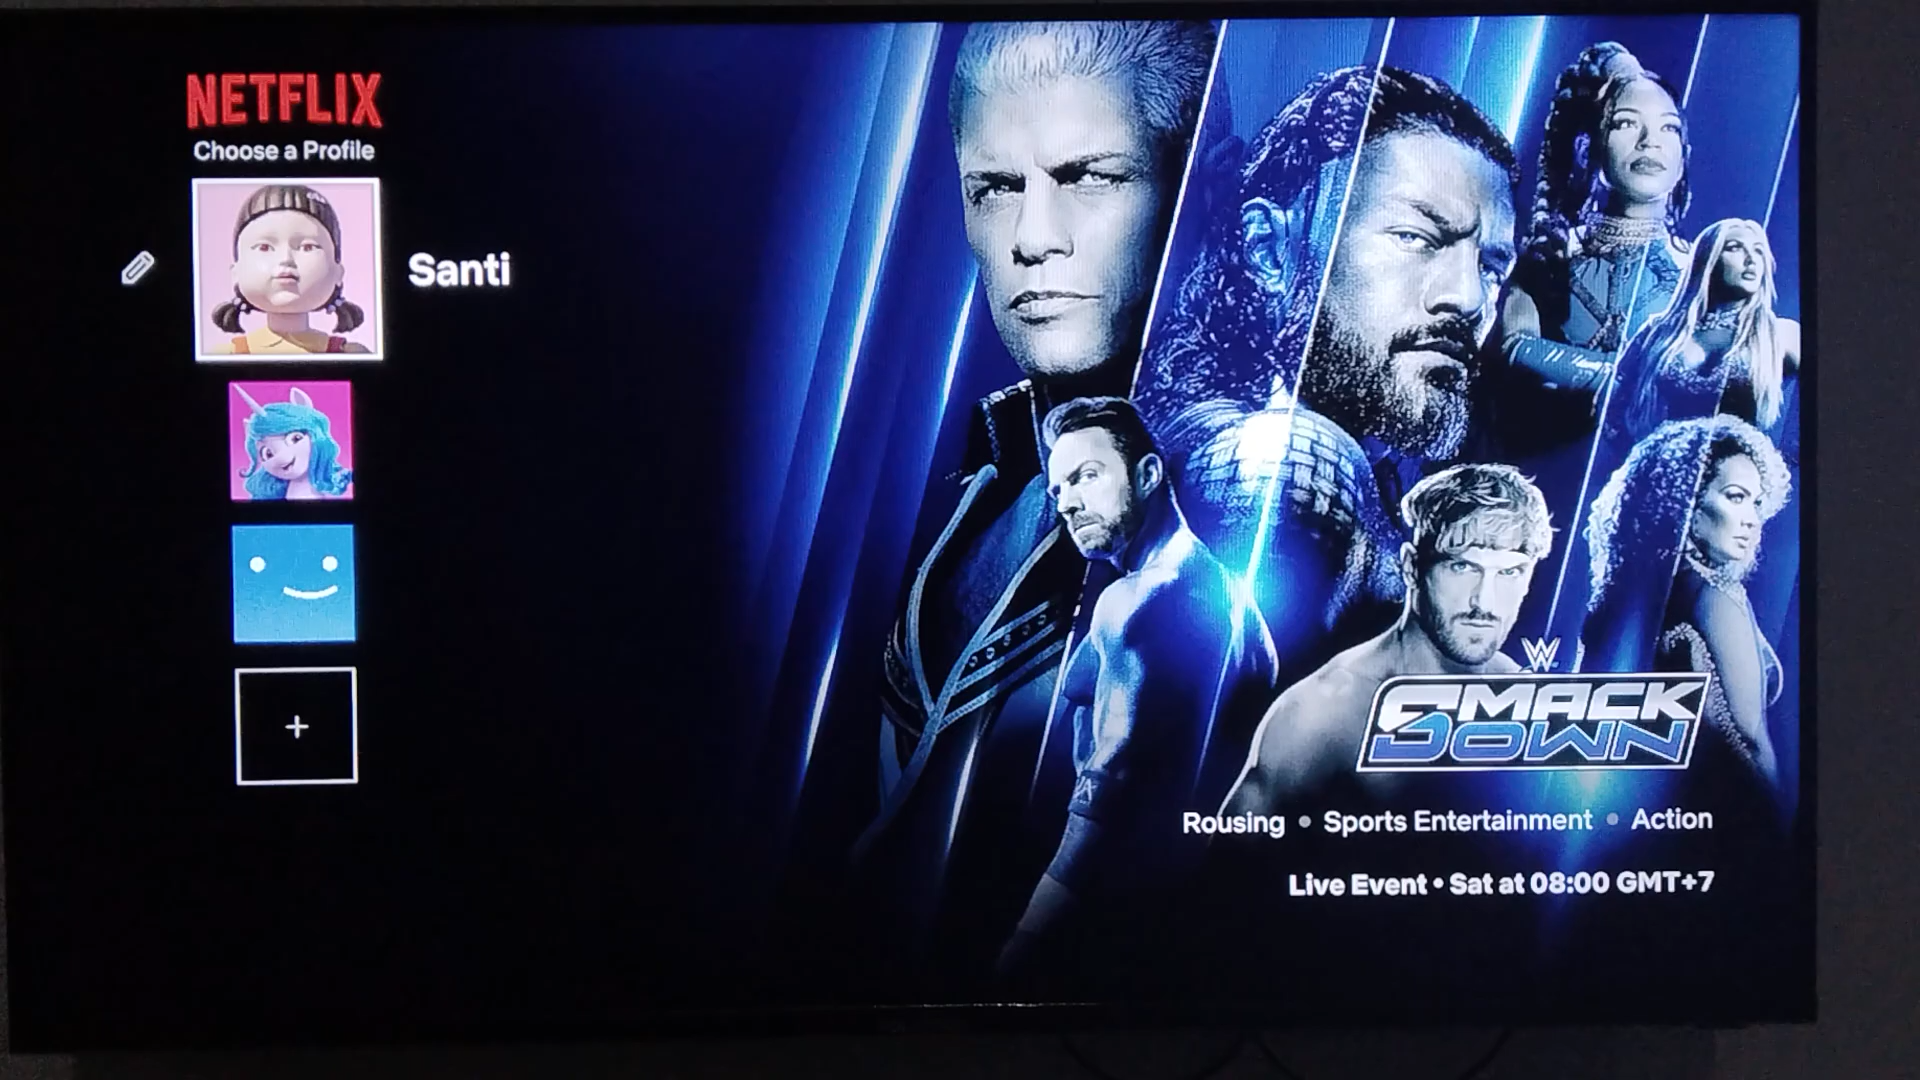 NETFLIX
Choose a Profile
Santi
W
SMACK
DOWN
Rousing • Sports Entertainment • Action
Live Event • Sat at 08:00 GMT+7